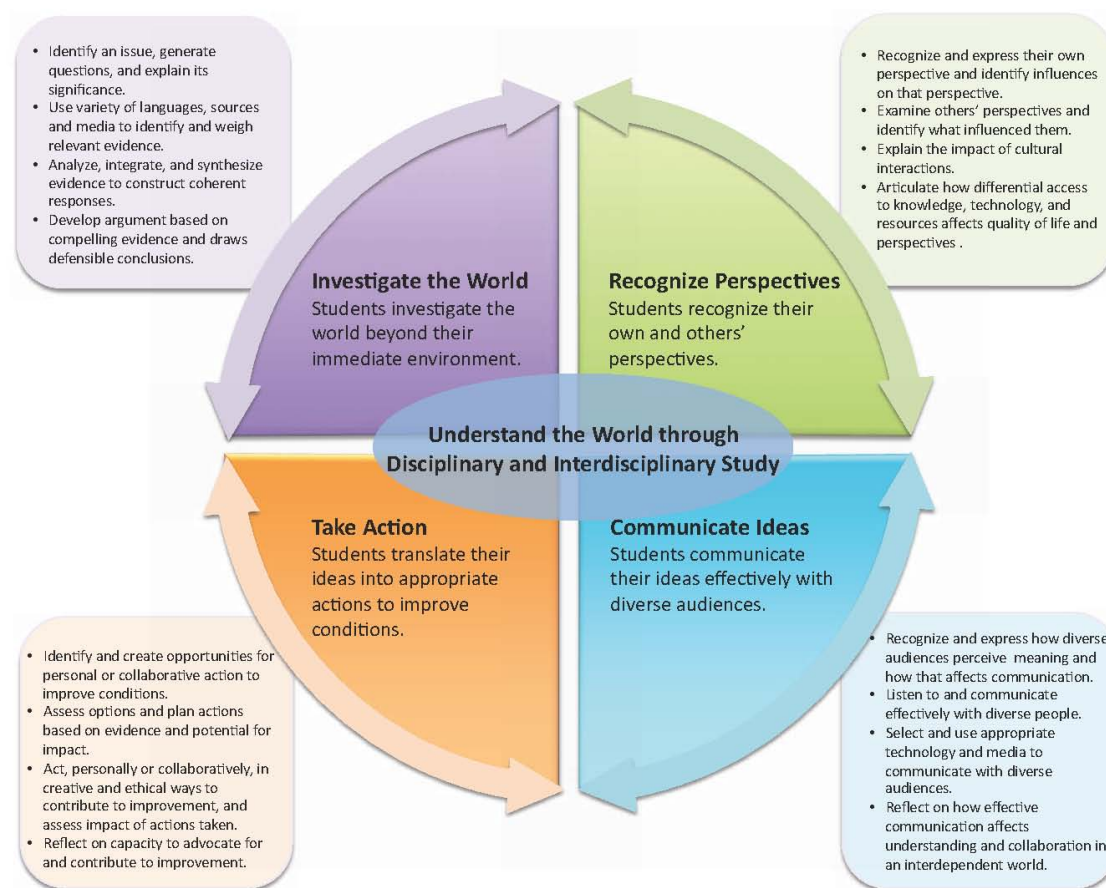 • Identify an issue, generate
questions, and explain its
significance.
• Use variety of languages, sources
and media to identify and weigh
relevant evidence.
• Analyze, integrate, and synthesize
evidence to construct coherent
responses.
• Develop argument based on
compelling evidence and draws
defensible conclusions.
• Recognize and express their own
perspective and identify influences
on that perspective.
• Examine others’ perspectives and
identify what influenced them.
• Explain the impact of cultural
interactions.
• Articulate how differential access
to knowledge, technology, and
resources affects quality of life and
perspectives .
Investigate the World
Students investigate the
world beyond their
immediate environment.
Recognize Perspectives
Students recognize their
own and others’
perspectives.
Understand the World through
Disciplinary and Interdisciplinary Study
Take Action
Students translate their
ideas into appropriate
actions to improve
conditions.
Communicate Ideas
Students communicate
their ideas effectively with
diverse audiences.
• Identify and create opportunities for
personal or collaborative action to
improve conditions.
• Assess options and plan actions
based on evidence and potential for
impact.
• Act, personally or collaboratively, in
creative and ethical ways to
contribute to improvement, and
assess impact of actions taken.
• Reflect on capacity to advocate for
and contribute to improvement.
• Recognize and express how diverse
audiences perceive meaning and
how that affects communication.
• Listen to and communicate
effectively with diverse people.
• Select and use appropriate
technology and media to
communicate with diverse
audiences.
• Reflect on how effective
communication affects
understanding and collaboration in
an interdependent world.